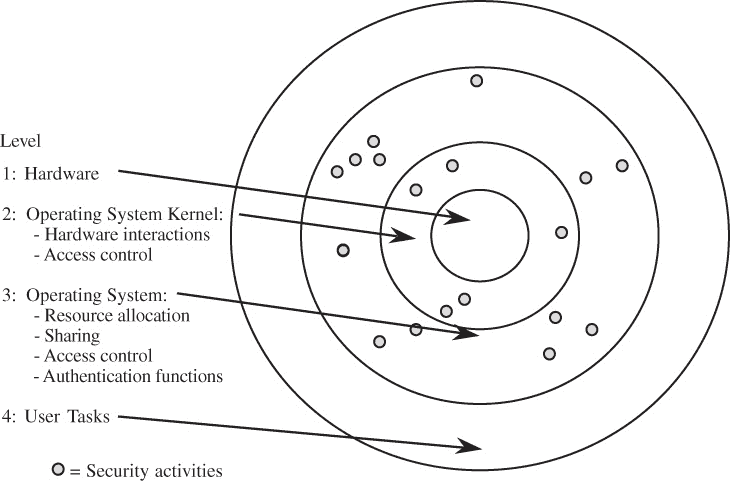 Level
1: Hardware
2: Operating System Kernel:
- Hardware interactions
- Access control
3: Operating System:
- Resource allocation
- Sharing
- Access control
- Authentication functions
4: User Tasks
= Security activities